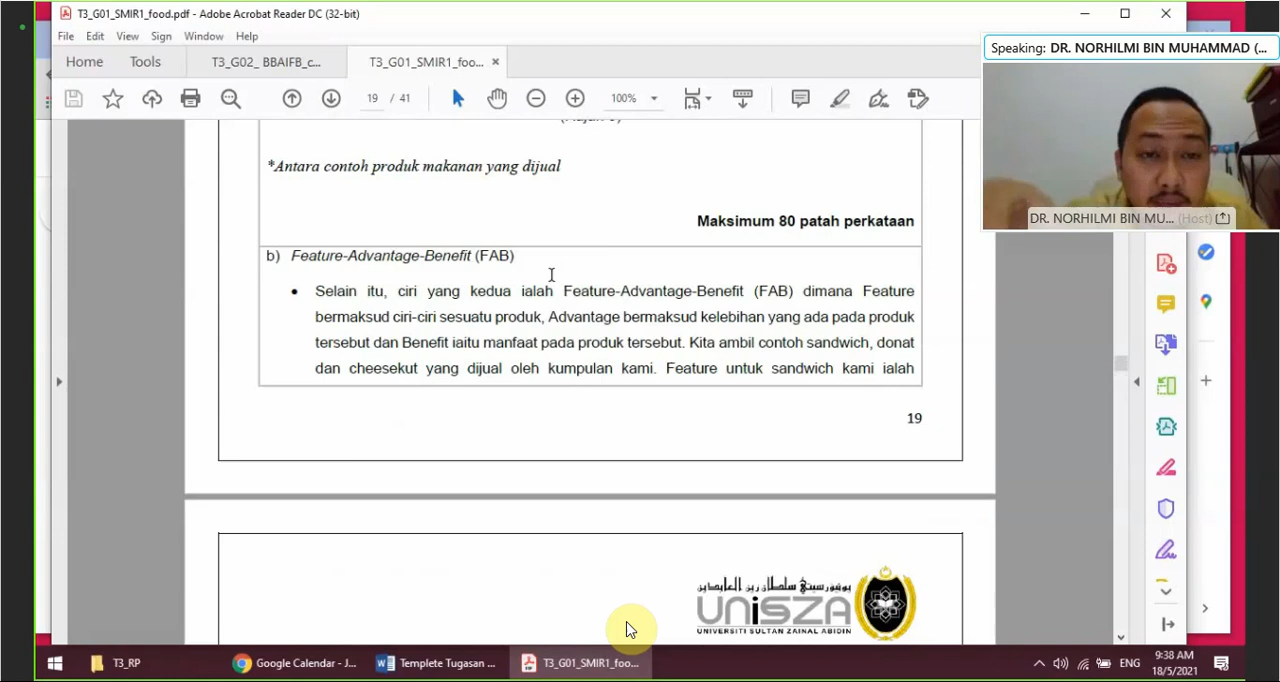 T3_G01_SMIR1_food.pdf - Adobe Acrobat Reader DC (32-bit)
File Edit View Sign Window Help
Speaking: DR. NORHILMI BIN MUHAMMAD (...
Home Tools T3_G02_ BBAIFB_c... T3_G01_SMIR1_foo... ×
19 / 41 100%
*Antara contoh produk makanan yang dijual
DR. NORHILMI BIN MU... (Host)
Maksimum 80 patah perkataan
b) Feature-Advantage-Benefit (FAB)
• Selain itu, ciri yang kedua ialah Feature-Advantage-Benefit (FAB) dimana Feature
bermaksud ciri-ciri sesuatu produk, Advantage bermaksud kelebihan yang ada pada produk
tersebut dan Benefit iaitu manfaat pada produk tersebut. Kita ambil contoh sandwich, donat
dan cheesekut yang dijual oleh kumpulan kami. Feature untuk sandwich kami ialah
19
يونيورسيتي سلطان زين العابدين
UniSZA
UNIVERSITI SULTAN ZAINAL ABIDIN
T3_RP Google Calendar - J... Templete Tugasan ... T3_G01_SMIR1_foo... ENG 9:38 AM
18/5/2021